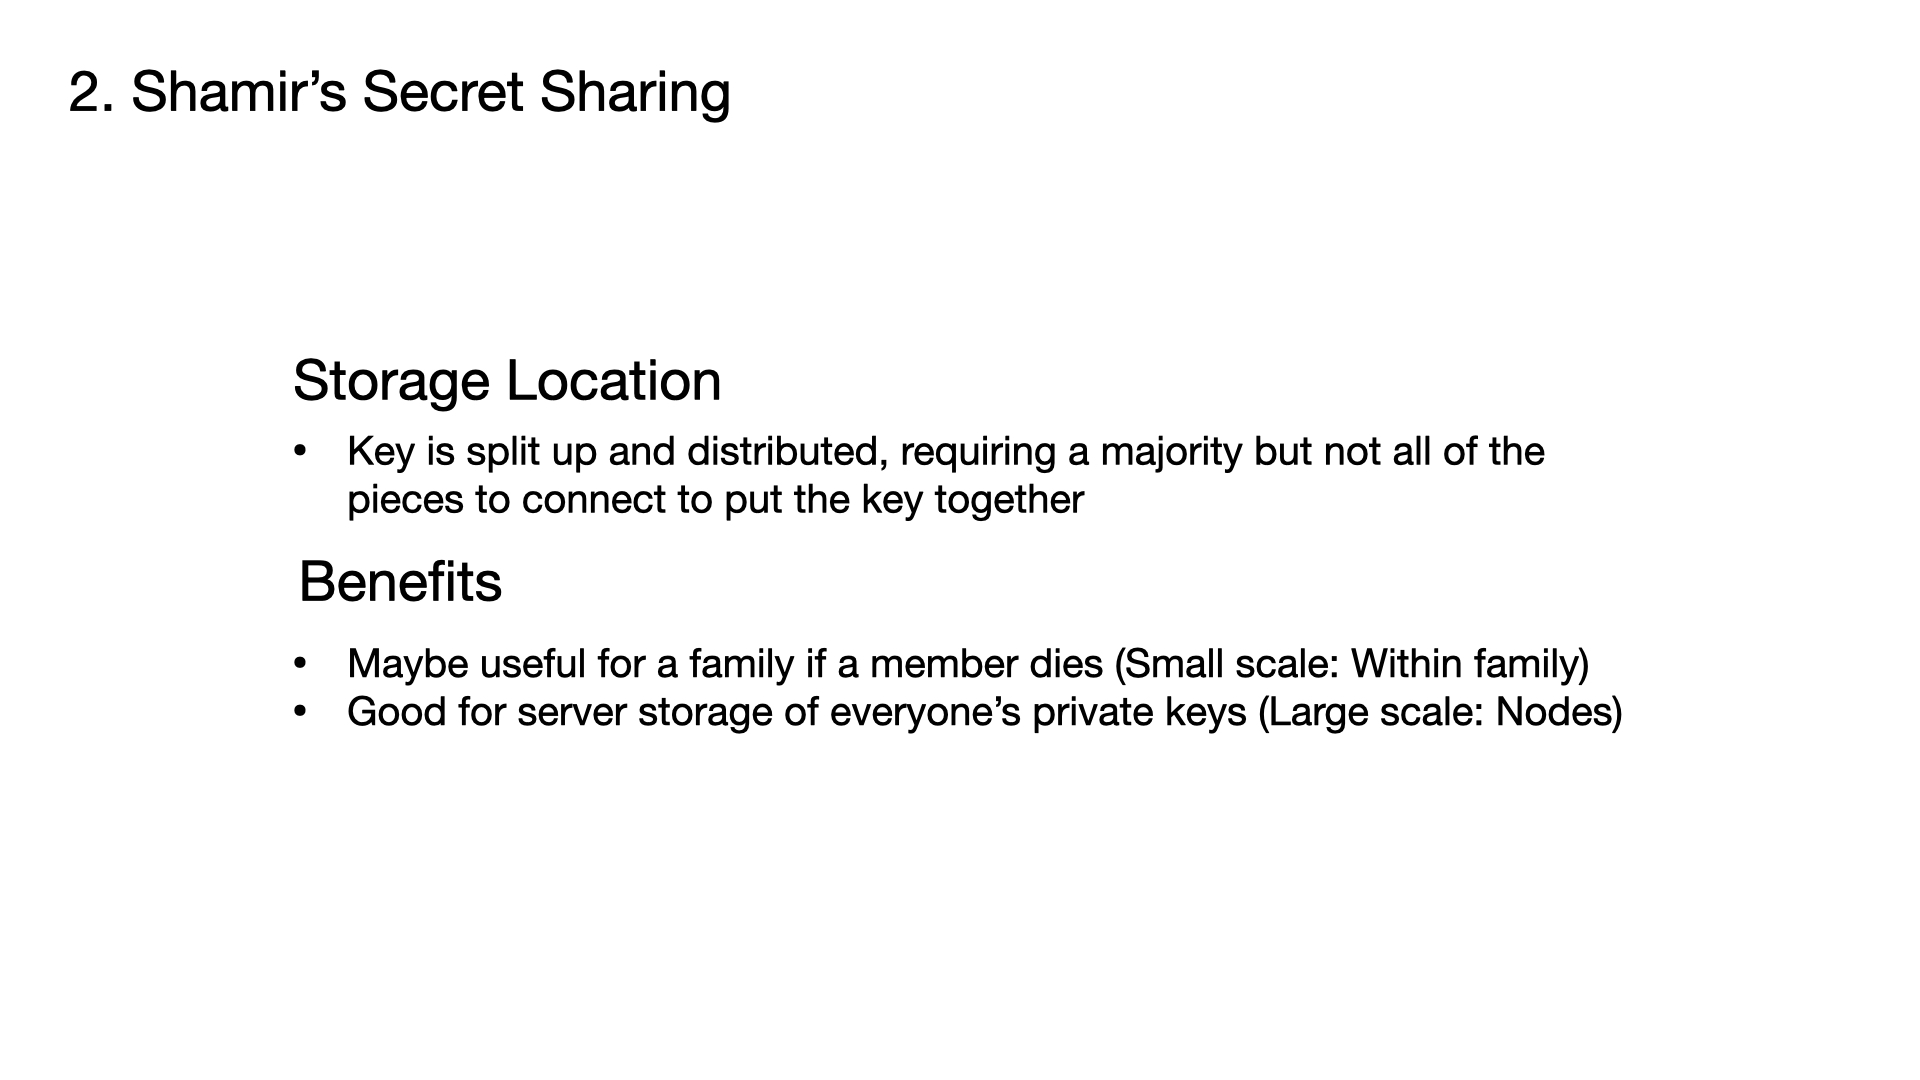 2. Shamir’s Secret Sharing
Storage Location
• Key is split up and distributed, requiring a majority but not all of the
pieces to connect to put the key together
Benefits
• Maybe useful for a family if a member dies (Small scale: Within family)
• Good for server storage of everyone’s private keys (Large scale: Nodes)